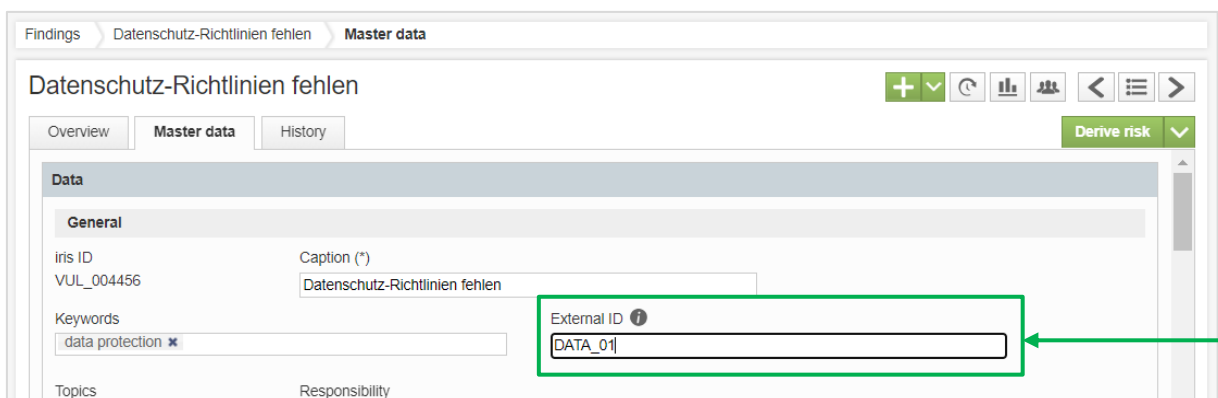 Findings Datenschutz-Richtlinien fehlen Master data
Datenschutz-Richtlinien fehlen
Overview Master data History Derive risk
Data
General
iris ID Caption (*)
VUL_004456 Datenschutz-Richtlinien fehlen
Keywords External ID i
data protection × DATA_01
Topics Responsibility